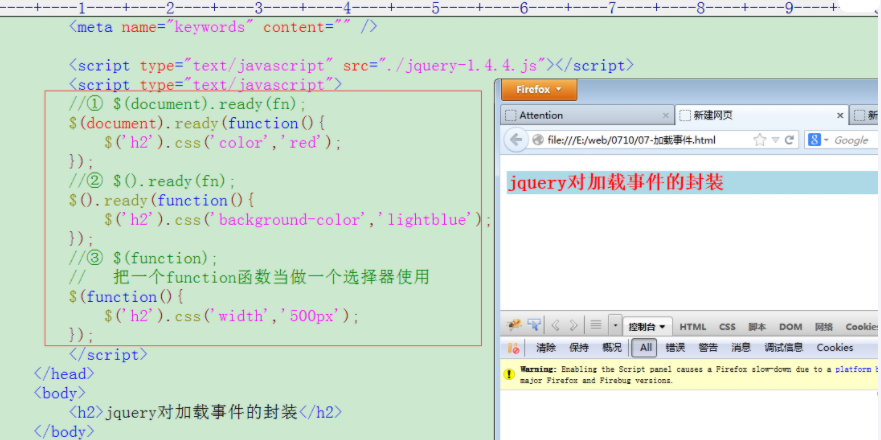 ----+----1----+----2----+----3----+----4----+----5----+----6----+----7----+----8----+----9----+----
<meta name="keywords" content="" />
<script type="text/javascript" src="./jquery-1.4.4.js"></script>
<script type="text/javascript">
//① $(document).ready(fn);
$(document).ready(function(){
$('h2').css('color','red');
});
//② $().ready(fn);
$().ready(function(){
$('h2').css('background-color','lightblue');
});
//③ $(function);
// 把一个function函数当做一个选择器使用
$(function(){
$('h2').css('width','500px');
});
</script>
</head>
<body>
<h2>jquery对加载事件的封装</h2>
</body>
Firefox
Attention × 新建网页 × 新
file:///E:/web/0710/07-加载事件.html 8 Google
jquery对加载事件的封装
控制台 HTML CSS 脚本 DOM 网络 Cookies
清除 保持 概况 All 错误 警告 消息 调试信息 Cookies
Warning: Enabling the Script panel causes a Firefox slow-down due to a platform
major Firefox and Firebug versions.